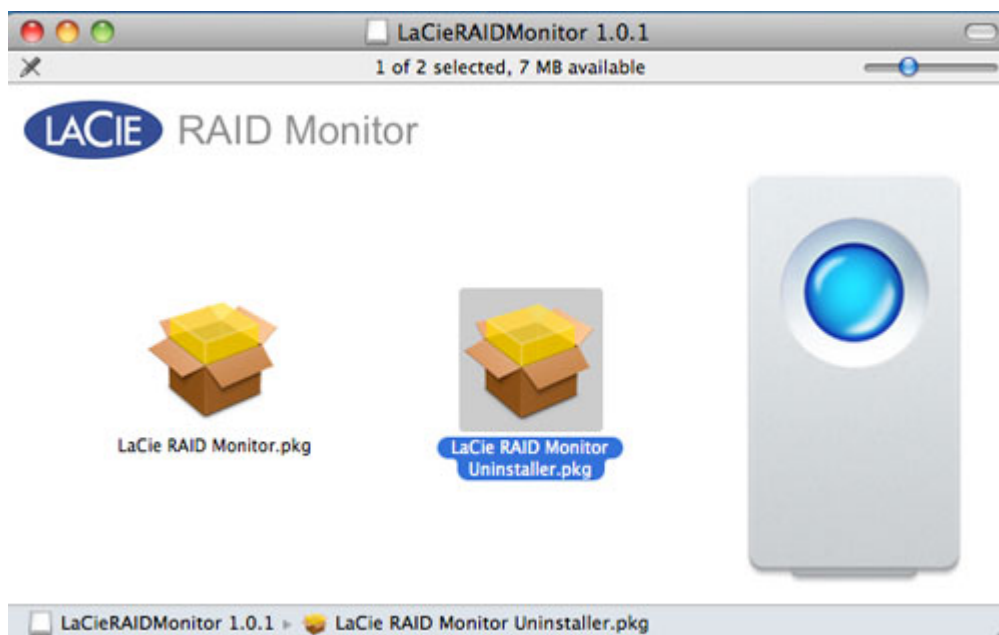 LaCieRAIDMonitor 1.0.1
1 of 2 selected, 7 MB available
LACIE RAID Monitor
LaCie RAID Monitor.pkg
LaCie RAID Monitor
Uninstaller.pkg
LaCieRAIDMonitor 1.0.1 ▸ LaCie RAID Monitor Uninstaller.pkg